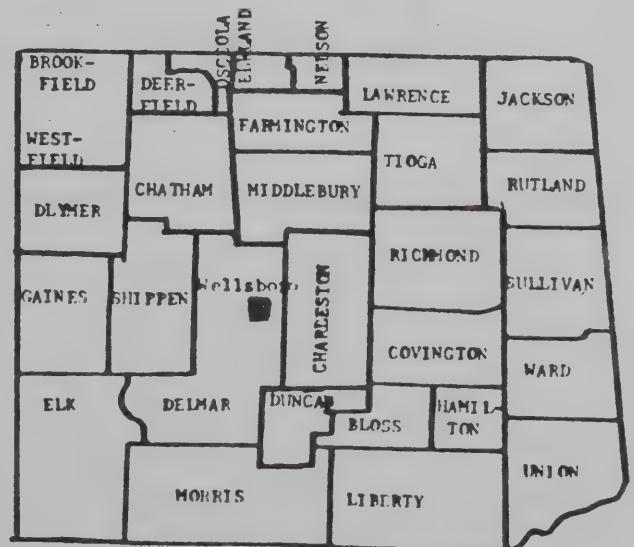 OSCEOLA
ELKLAND
NELSON
BROOK-
FIELD
DEER-
FIELD
LAWRENCE
JACKSON
FARMINGTON
WEST-
FIELD
TIOGA
CHATHAM
MIDDLEBURY
RUTLAND
DLYMER
RICHMOND
SULLIVAN
GAINES
SHIPPEN
Wellsboro
CHARDESTON
COVINGTON
WARD
ELK
DELMAR
DUNCAN
BLOSS
HAMIL-
TON
UNION
MORRIS
LIBERTY